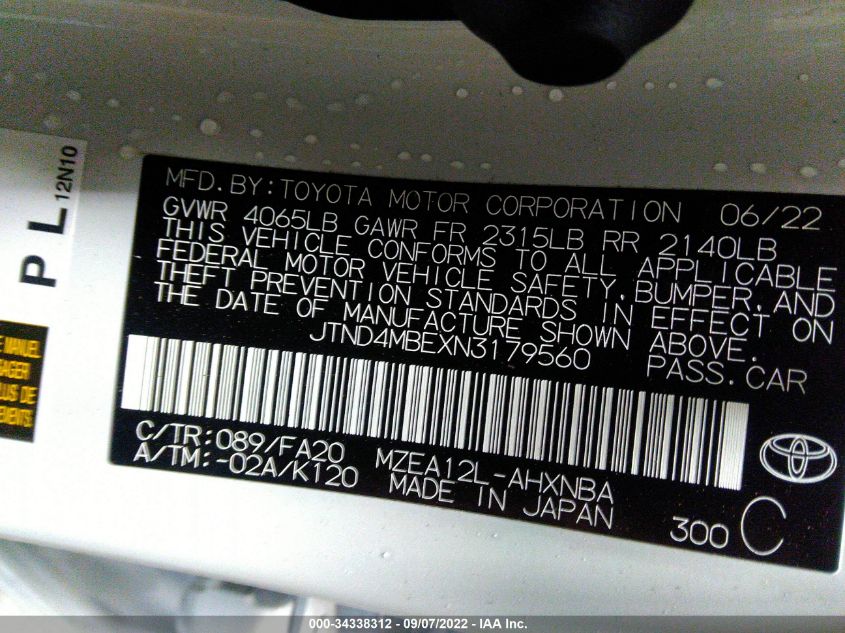 MFD.BY:TOYOTA MOTOR CORPORATION 06/22
GVWR 4065LB GAWR FR 2315LB RR 2140LB
THIS VEHICLE CONFORMS TO ALL APPLICABLE
FEDERAL MOTOR VEHICLE SAFETY,BUMPER,AND
THEFT PREVENTION STANDARDS IN EFFECT ON
THE DATE OF MANUFACTURE SHOWN ABOVE.
JTND4MBEXN3179560 PASS.CAR
C/TR:089/FA20 MZEA12L-AHXNBA
A/TM:-02A/K120 MADE IN JAPAN 300 C
P L 12N10
MANUEL
PLUS DE
000-34338312 - 09/07/2022 - IAA Inc.